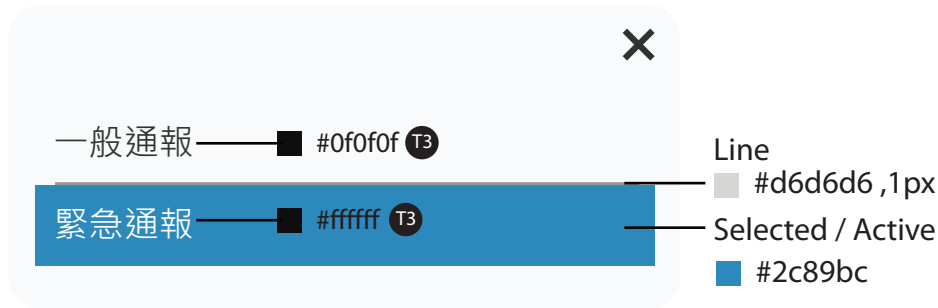 一般通報 #0f0f0f T3
Line
#d6d6d6 ,1px
緊急通報 #ffffff T3
Selected / Active
#2c89bc